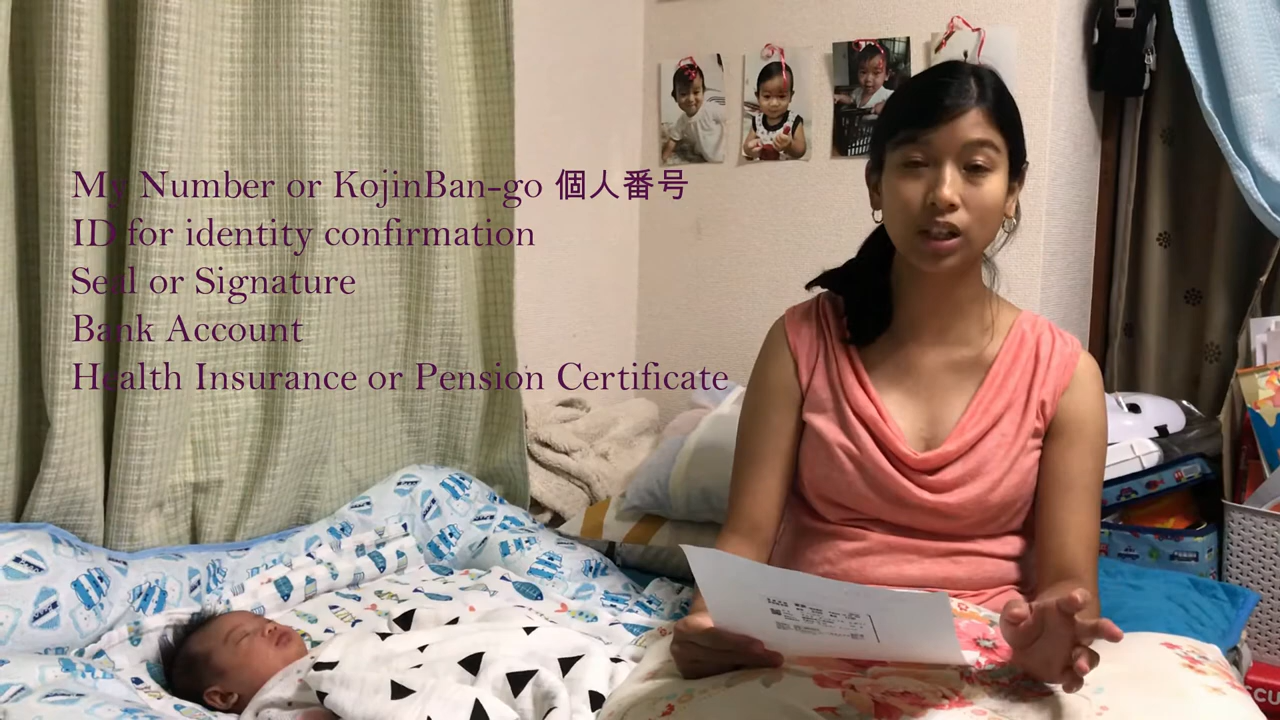 My Number or KojinBan-go 個人番号
ID for identity confirmation
Seal or Signature
Bank Account
Health Insurance or Pension Certificate